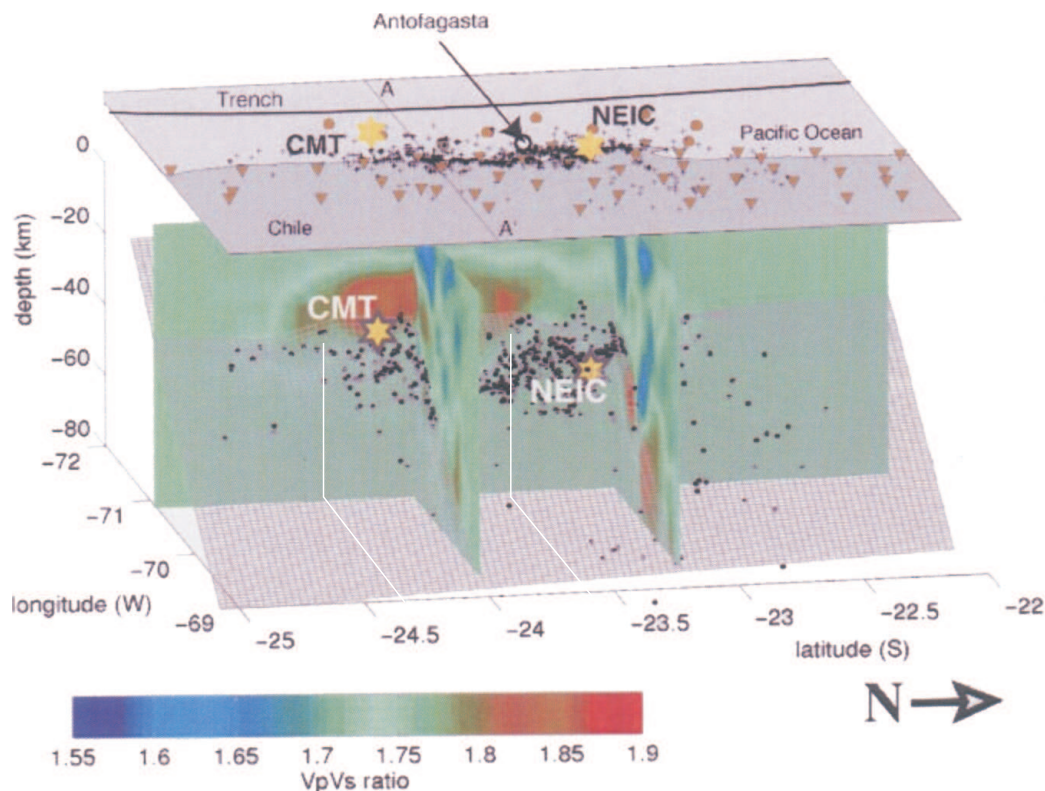 Antofagasta
Trench
A
NEIC
CMT
Pacific Ocean
Chile
A'
0
-20
-40
-60
-80
depth (km)
CMT
NEIC
-72
-71
-70
-69
longitude (W)
-25
-24.5
-24
-23.5
-23
-22.5
-22
latitude (S)
N
1.55 1.6 1.65 1.7 1.75 1.8 1.85 1.9
VpVs ratio